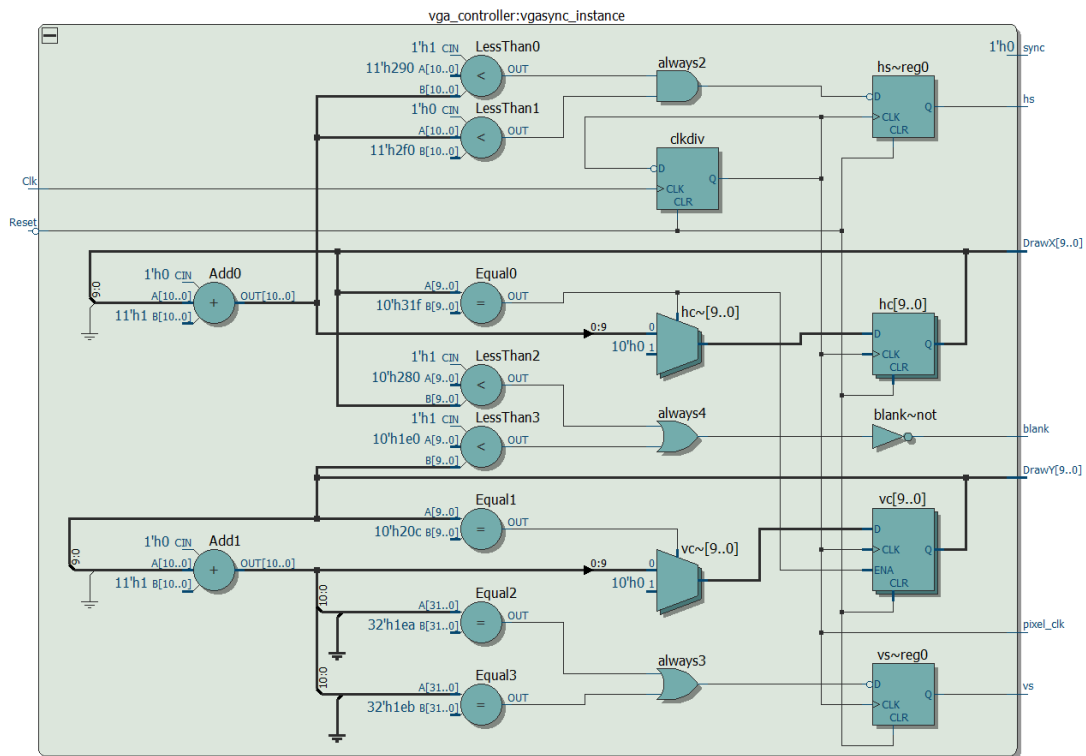 vga_controller:vgasync_instance
1'h0 sync
1'h1 CIN LessThan0
11'h290 A[10..0] < OUT
B[10..0]
always2
hs~reg0
D
Q
CLK
CLR
hs
1'h0 CIN LessThan1
A[10..0] < OUT
11'h2f0 B[10..0]
clkdiv
D
Q
CLK
CLR
Clk
Reset
DrawX[9..0]
9:0
1'h0 CIN Add0
A[10..0] + OUT[10..0]
11'h1 B[10..0]
Equal0
A[9..0] = OUT
10'h31f B[9..0]
0:9
hc~[9..0]
0
10'h0 1
hc[9..0]
D
Q
CLK
CLR
1'h1 CIN LessThan2
10'h280 A[9..0] < OUT
B[9..0]
1'h1 CIN LessThan3
10'h1e0 A[9..0] < OUT
B[9..0]
always4
blank~not
blank
DrawY[9..0]
9:0
1'h0 CIN Add1
A[10..0] + OUT[10..0]
11'h1 B[10..0]
Equal1
A[9..0] = OUT
10'h20c B[9..0]
0:9
vc~[9..0]
0
10'h0 1
vc[9..0]
D
Q
CLK
ENA
CLR
10:0
Equal2
A[31..0] = OUT
32'h1ea B[31..0]
10:0
Equal3
A[31..0] = OUT
32'h1eb B[31..0]
always3
pixel_clk
vs~reg0
D
Q
CLK
CLR
vs